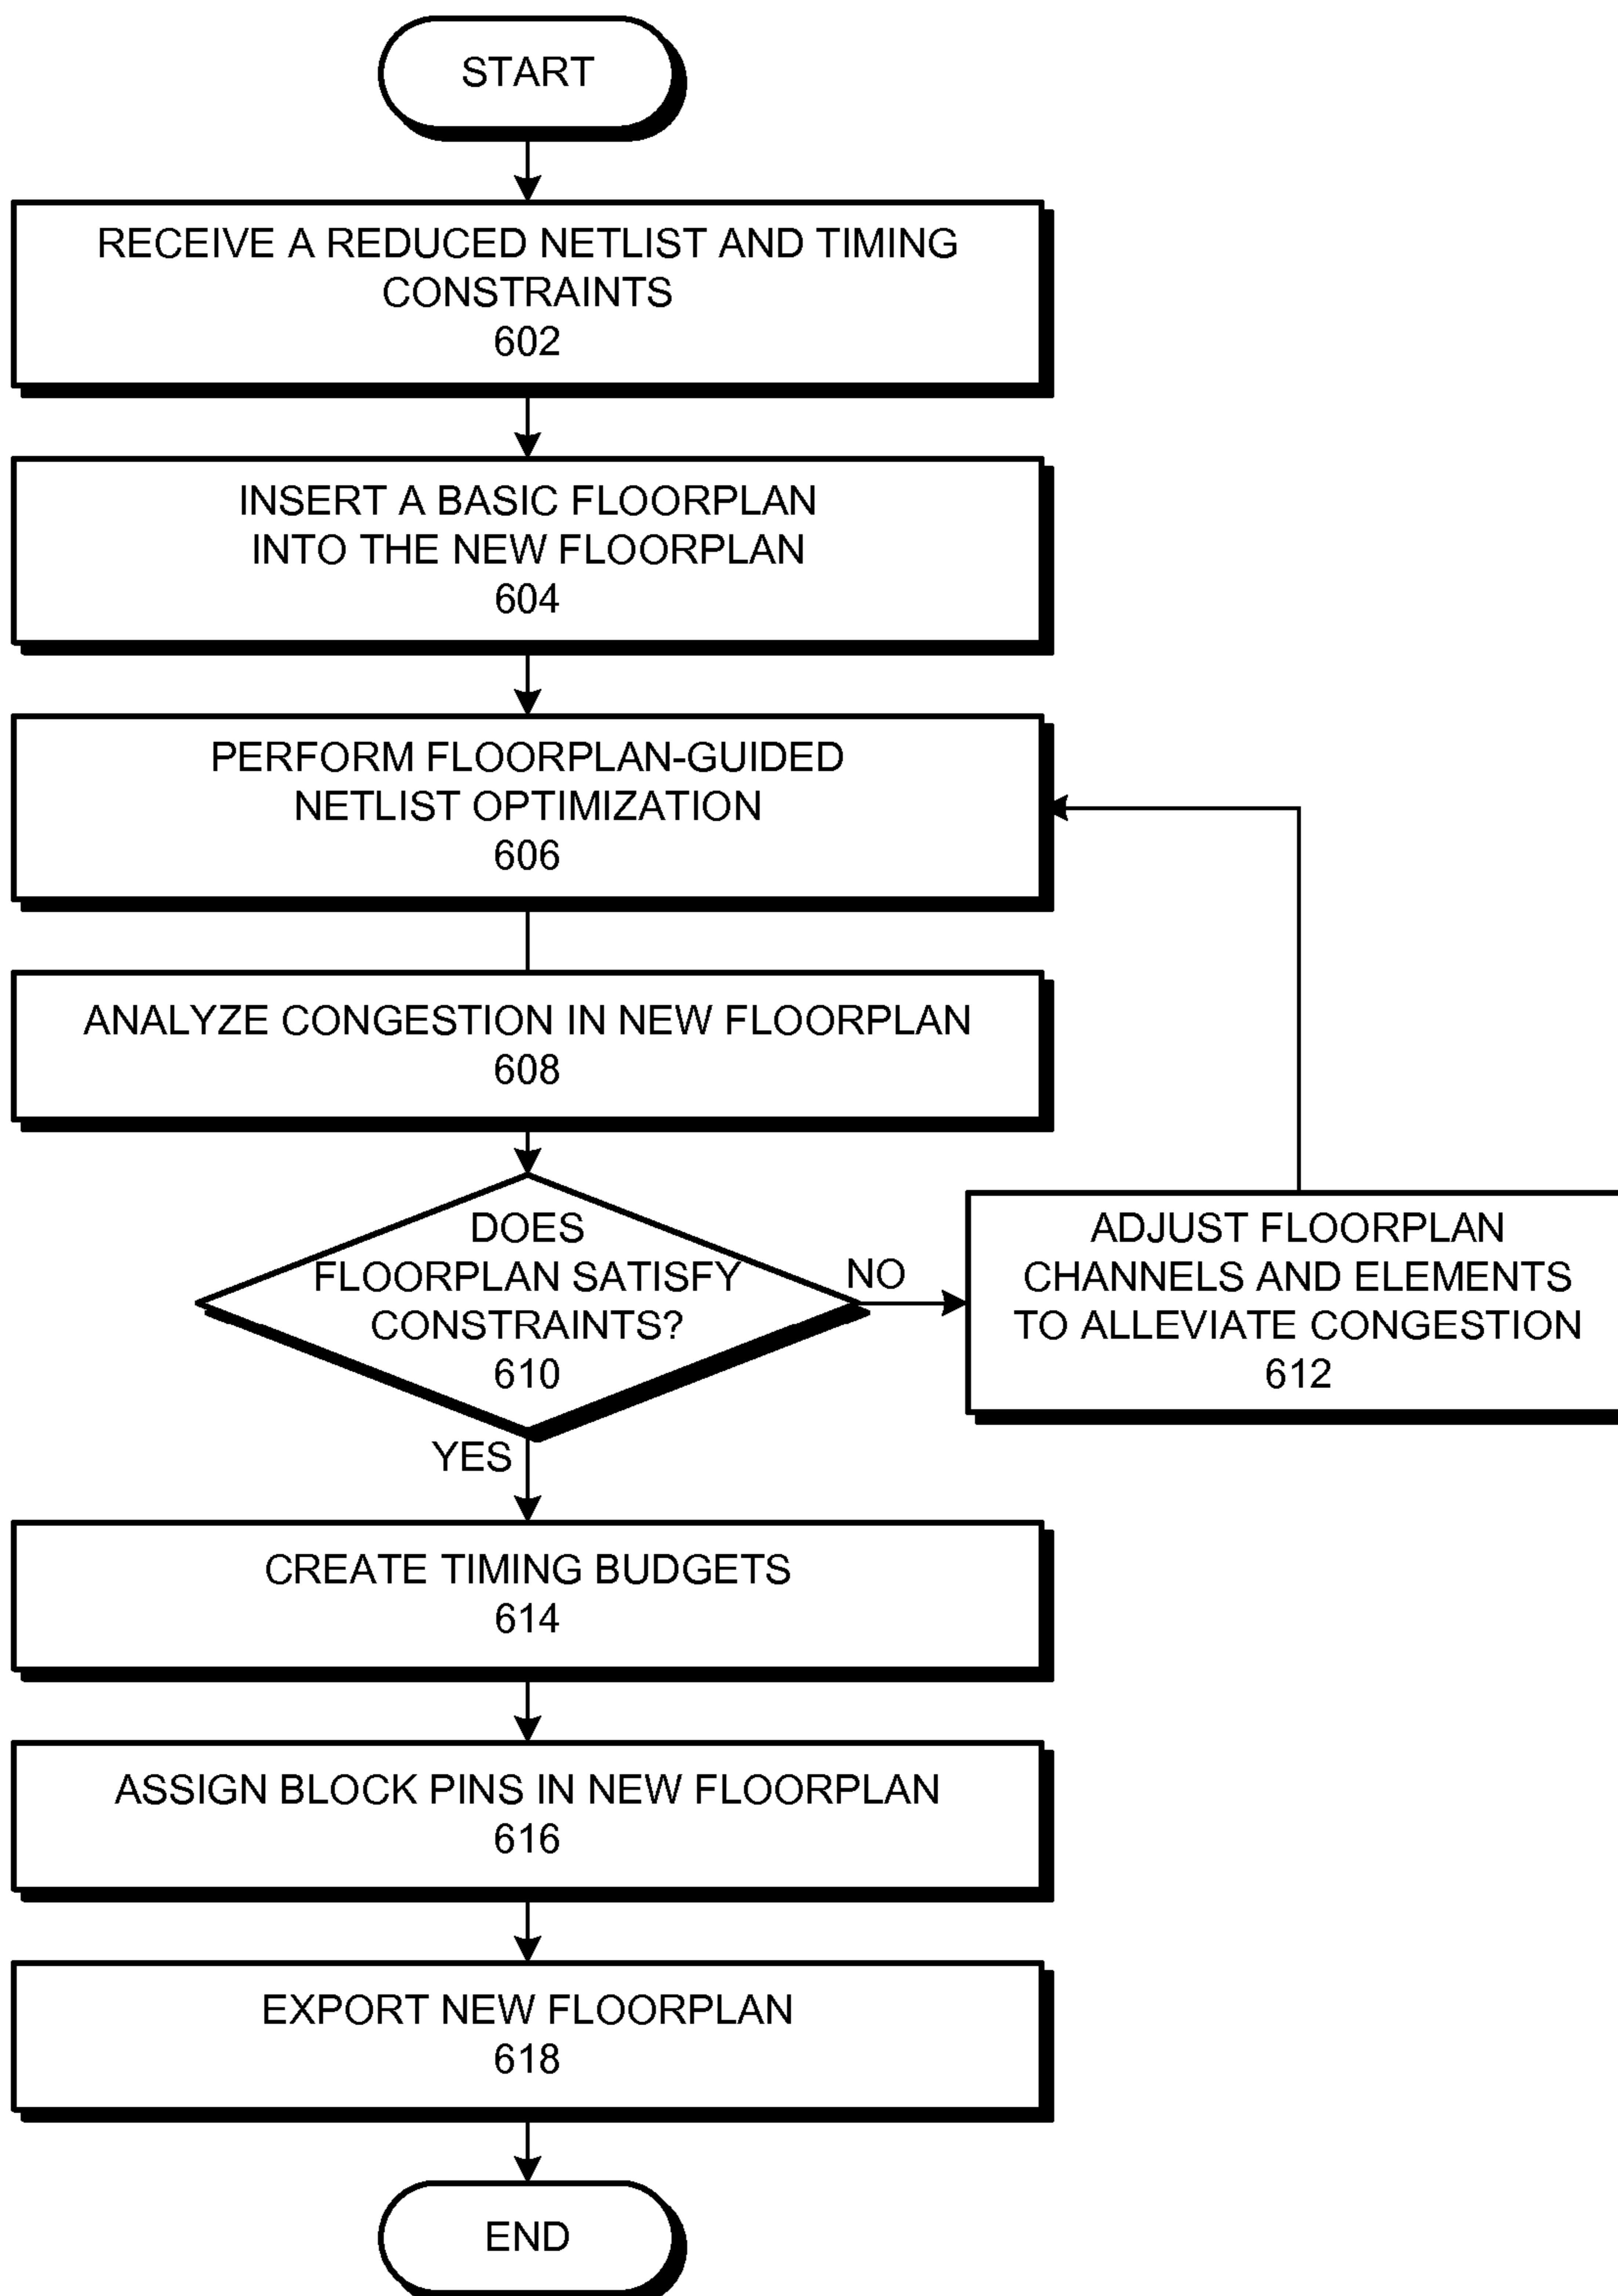 START
RECEIVE A REDUCED NETLIST AND TIMING
CONSTRAINTS
602
INSERT A BASIC FLOORPLAN
INTO THE NEW FLOORPLAN
604
PERFORM FLOORPLAN-GUIDED
NETLIST OPTIMIZATION
606
ANALYZE CONGESTION IN NEW FLOORPLAN
608
DOES
FLOORPLAN SATISFY
CONSTRAINTS?
610
NO
ADJUST FLOORPLAN
CHANNELS AND ELEMENTS
TO ALLEVIATE CONGESTION
612
YES
CREATE TIMING BUDGETS
614
ASSIGN BLOCK PINS IN NEW FLOORPLAN
616
EXPORT NEW FLOORPLAN
618
END